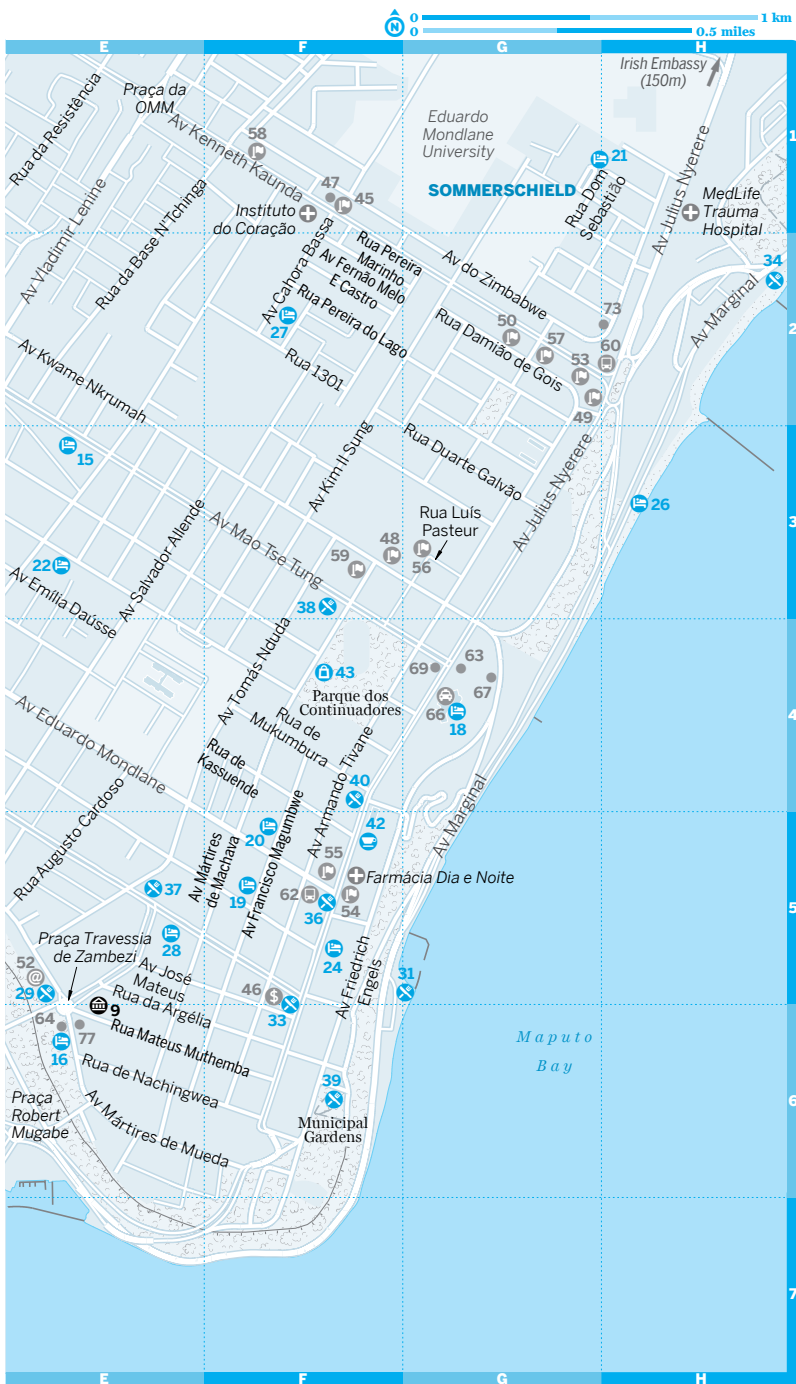 N
0 1 km
0 0.5 miles
E F G H
Irish Embassy
(150m)
Praça da
OMM
Rua da Resistência
Av Kenneth Kaunda
58
Eduardo
Mondlane
University
1
21
47
45
SOMMERSCHIELD
Rua Dom
Sebastião
Av Julius Nyerere
MedLife
Trauma
Hospital
Instituto
do Coração
Av Vladimir Lenine
Rua da Base N'Tchinga
Av Cahora Bassa
Rua Pereira
Marinho
Av Fernão Melo
E Castro
Rua Pereira do Lago
Av do Zimbabwe
34
Av Marginal
27
2
73
50
57
60
53
49
Rua Damião de Gois
Rua 1301
Av Kwame Nkrumah
15
Av Kim Il Sung
Rua Duarte Galvão
Av Julius Nyerere
26
3
Rua Luís
Pasteur
Av Mao Tse Tung
48
59
56
22
Av Salvador Allende
Av Emília Daússe
38
Av Tomás Nduda
43
Parque dos
Continuadores
69
63
67
66
18
4
Av Eduardo Mondlane
Rua de
Mukumbura
Rua de
Kassuende
Av Armando Tivane
40
Av Marginal
Rua Augusto Cardoso
20
42
Av Mártires
de Machava
Av Francisco Magumbwe
55
Farmácia Dia e Noite
37
19
62
36
54
5
Praça Travessia
de Zambezi
28
24
Av Friedrich
Engels
31
52
@
29
Av José
Mateus
46
$
33
9
Rua da Argélia
64
77
Rua Mateus Muthemba
16
Maputo
Bay
Rua de Nachingwea
39
Municipal
Gardens
6
Praça
Robert
Mugabe
Av Mártires de Mueda
7
E F G H